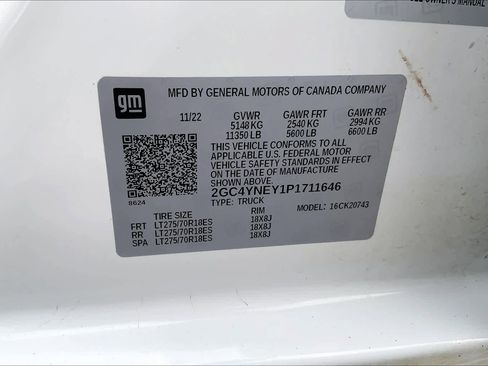 SEE OWNER'S MANUAL
gm
MFD BY GENERAL MOTORS OF CANADA COMPANY
11/22 GVWR GAWR FRT GAWR RR
5148 KG 2540 KG 2994 KG
11350 LB 5600 LB 6600 LB
THIS VEHICLE CONFORMS TO ALL
APPLICABLE U.S. FEDERAL MOTOR
VEHICLE SAFETY STANDARDS IN EFFECT
ON THE DATE OF MANUFACTURE
SHOWN ABOVE.
2GC4YNEY1P1711646
8624
TYPE: TRUCK MODEL: 16CK20743
TIRE SIZE RIM
FRT LT275/70R18ES 18X8J
RR LT275/70R18ES 18X8J
SPA LT275/70R18ES 18X8J